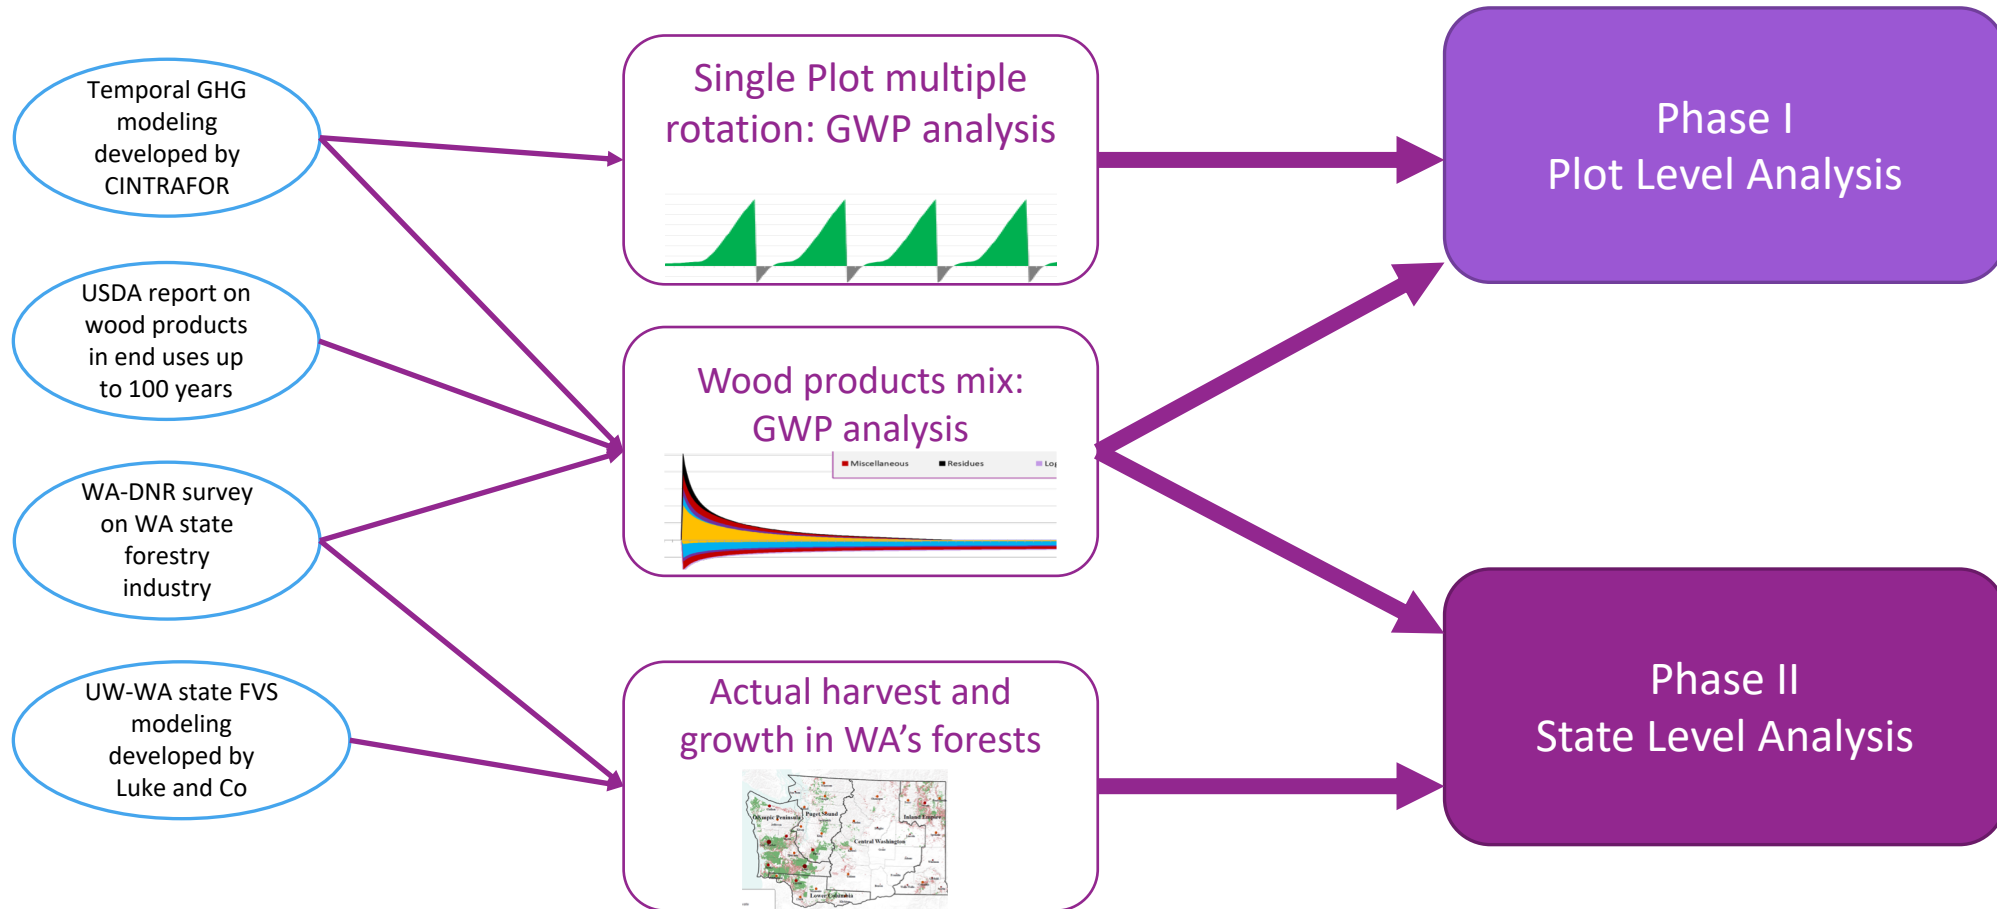 Temporal GHG
modeling
developed by
CINTRAFOR
USDA report on
wood products
in end uses up
to 100 years
WA-DNR survey
on WA state
forestry
industry
UW-WA state FVS
modeling
developed by
Luke and Co
Single Plot multiple
rotation: GWP analysis
Wood products mix:
GWP analysis
Miscellaneous
Residues
Actual harvest and
growth in WA’s forests
Olympic Peninsula
Puget Sound
Inland Empire
Central Washington
Lower Columbia
Phase I
Plot Level Analysis
Phase II
State Level Analysis